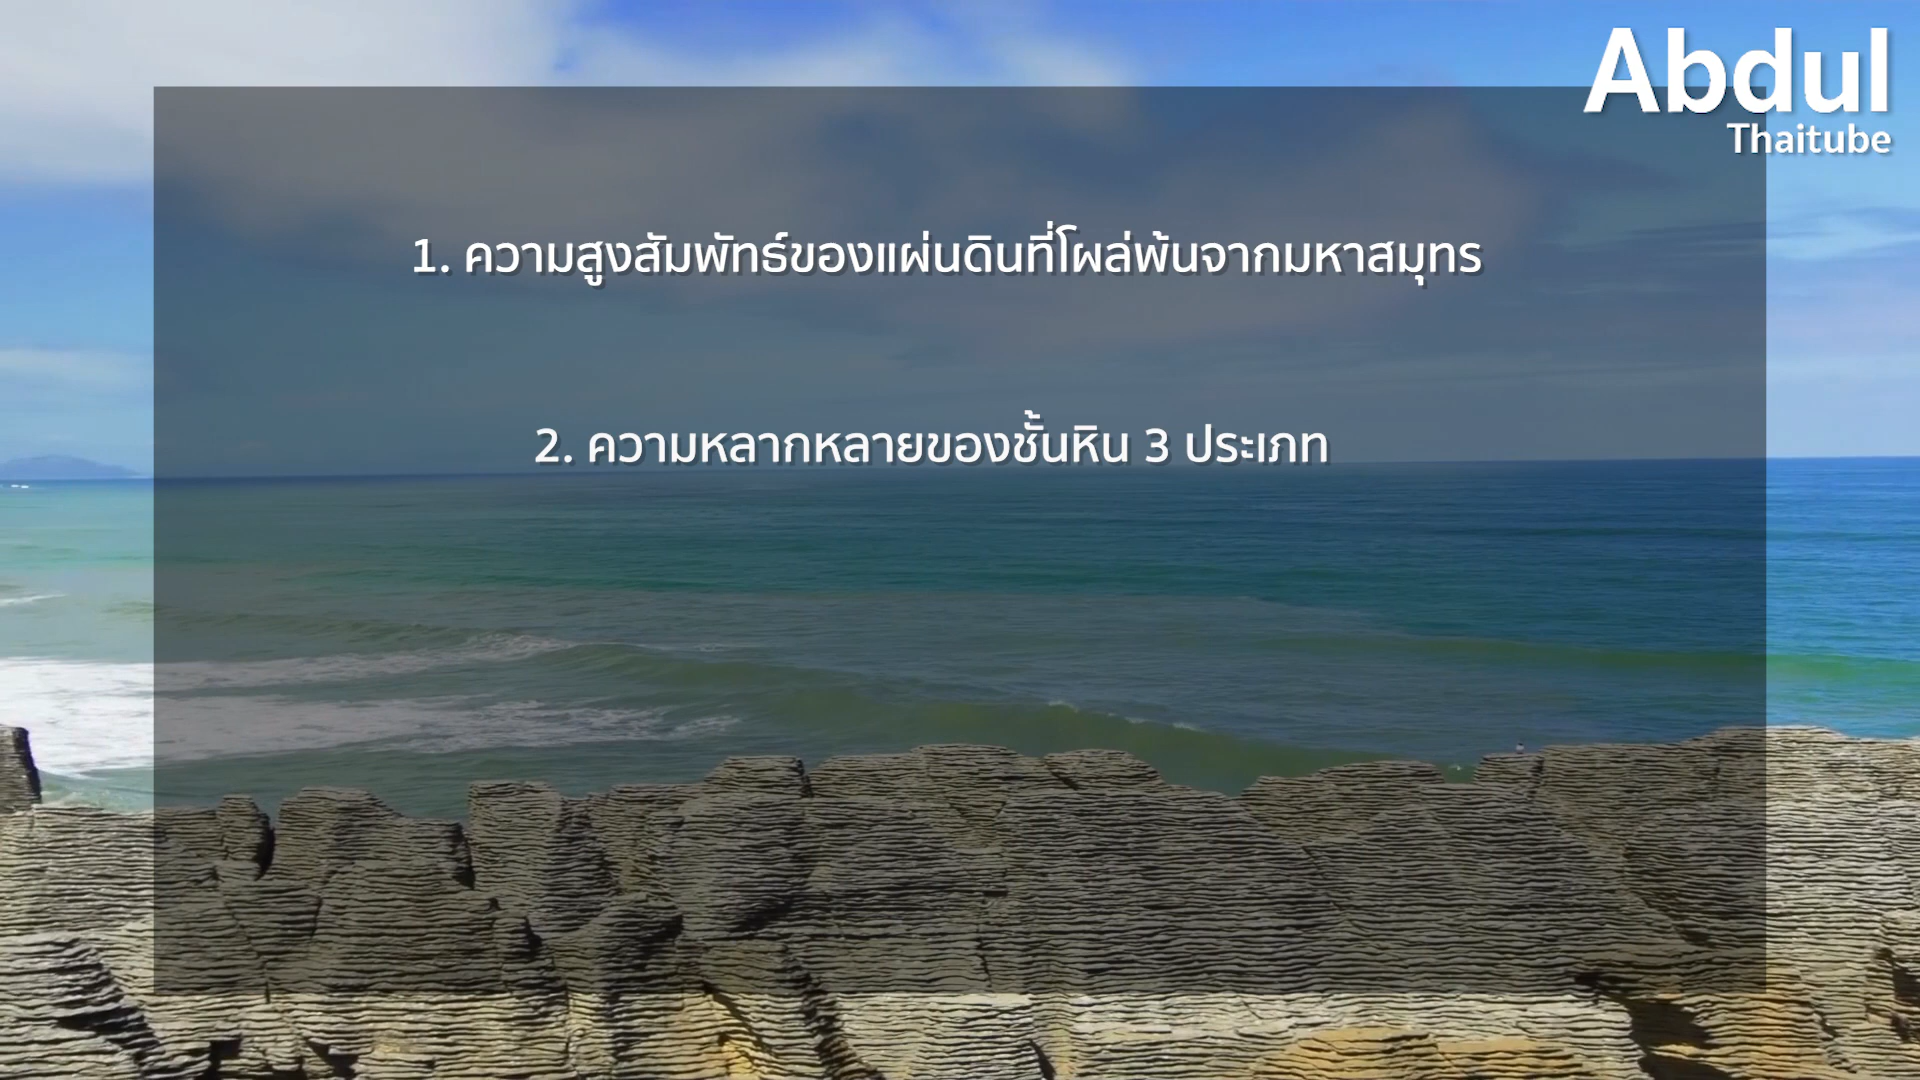 Abdul
Thaitube
1. ความสูงสัมพัทธ์ของแผ่นดินที่โผล่พ้นจากมหาสมุทร
2. ความหลากหลายของชั้นหิน 3 ประเภท